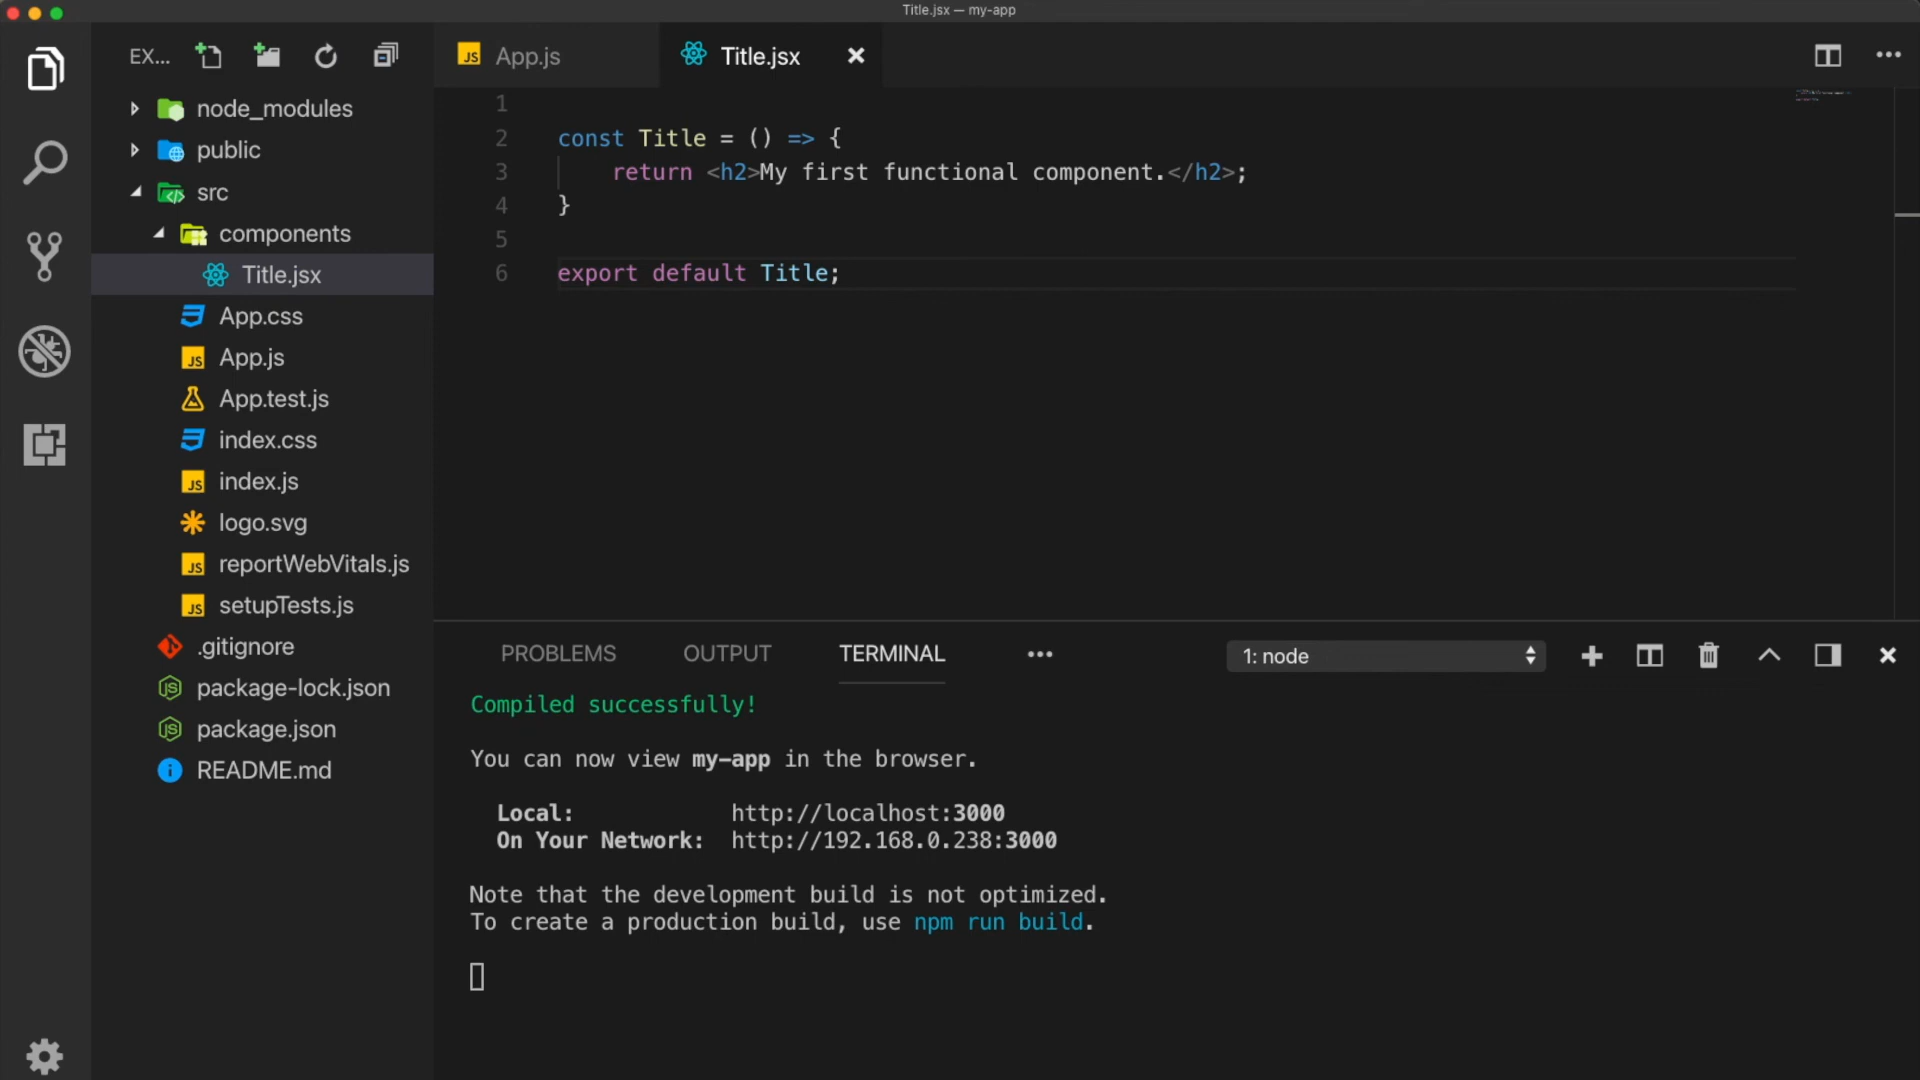 Title.jsx — my-app
EX...
node_modules
public
src
components
Title.jsx
App.css
App.js
App.test.js
index.css
index.js
logo.svg
reportWebVitals.js
setupTests.js
.gitignore
package-lock.json
package.json
README.md
App.js
Title.jsx
1
2 const Title = () => {
3 return <h2>My first functional component.</h2>;
4 }
5
6 export default Title;
PROBLEMS OUTPUT TERMINAL ••• 1: node
Compiled successfully!
You can now view my-app in the browser.
Local: http://localhost:3000
On Your Network: http://192.168.0.238:3000
Note that the development build is not optimized.
To create a production build, use npm run build.